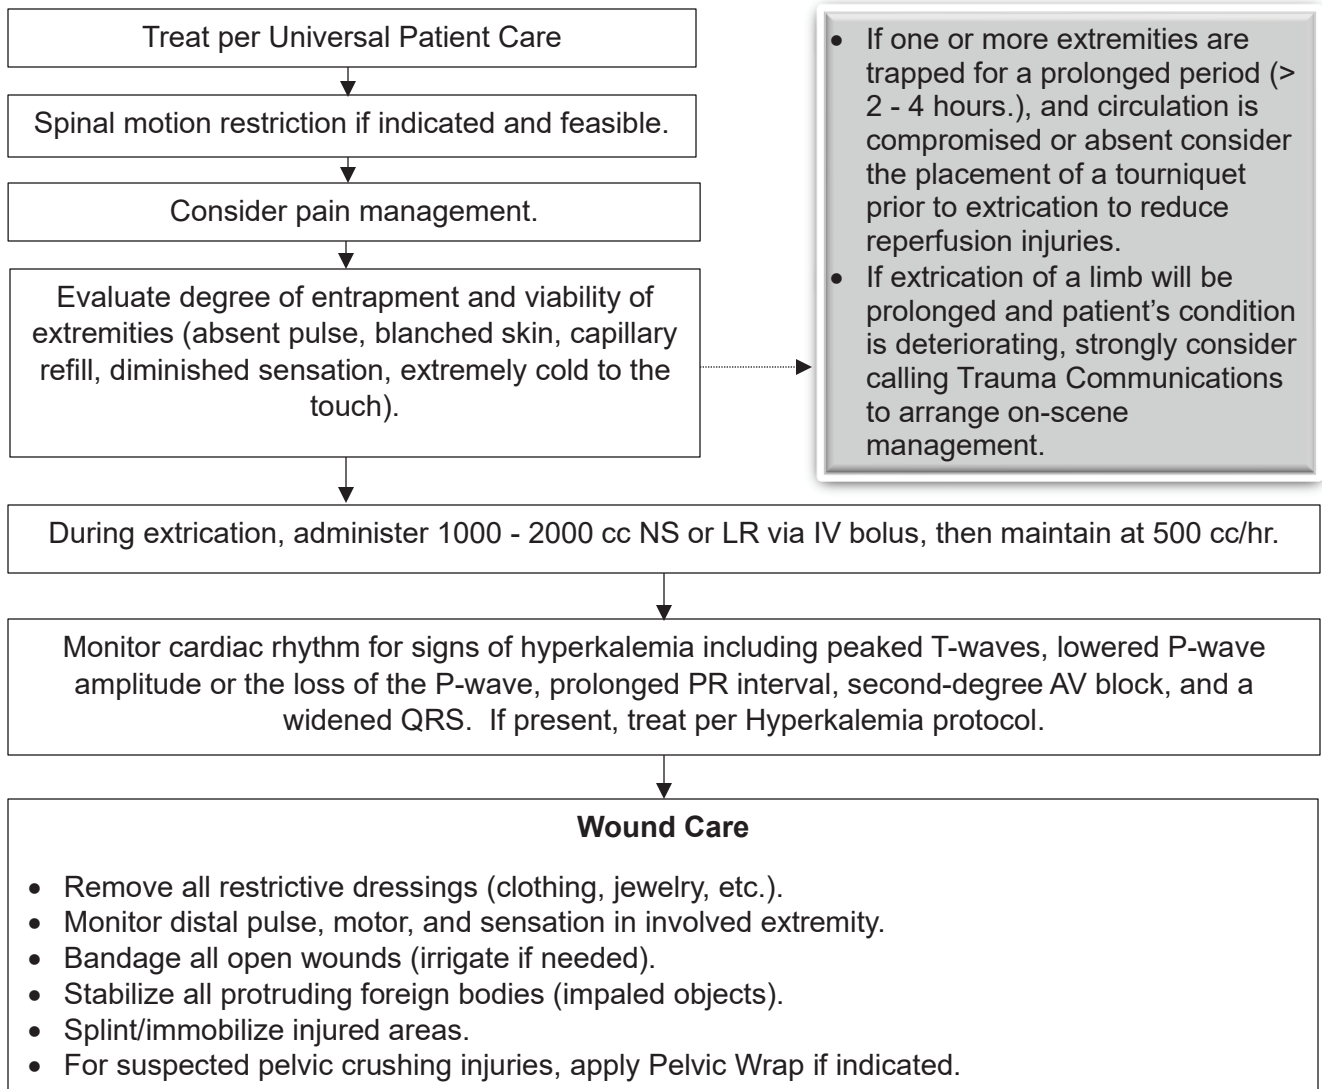 Treat per Universal Patient Care
Spinal motion restriction if indicated and feasible.
Consider pain management.
Evaluate degree of entrapment and viability of
extremities (absent pulse, blanched skin, capillary
refill, diminished sensation, extremely cold to the
touch).
• If one or more extremities are
trapped for a prolonged period (>
2 - 4 hours.), and circulation is
compromised or absent consider
the placement of a tourniquet
prior to extrication to reduce
reperfusion injuries.
• If extrication of a limb will be
prolonged and patient’s condition
is deteriorating, strongly consider
calling Trauma Communications
to arrange on-scene
management.
During extrication, administer 1000 - 2000 cc NS or LR via IV bolus, then maintain at 500 cc/hr.
Monitor cardiac rhythm for signs of hyperkalemia including peaked T-waves, lowered P-wave
amplitude or the loss of the P-wave, prolonged PR interval, second-degree AV block, and a
widened QRS.  If present, treat per Hyperkalemia protocol.
Wound Care
• Remove all restrictive dressings (clothing, jewelry, etc.).
• Monitor distal pulse, motor, and sensation in involved extremity.
• Bandage all open wounds (irrigate if needed).
• Stabilize all protruding foreign bodies (impaled objects).
• Splint/immobilize injured areas.
• For suspected pelvic crushing injuries, apply Pelvic Wrap if indicated.